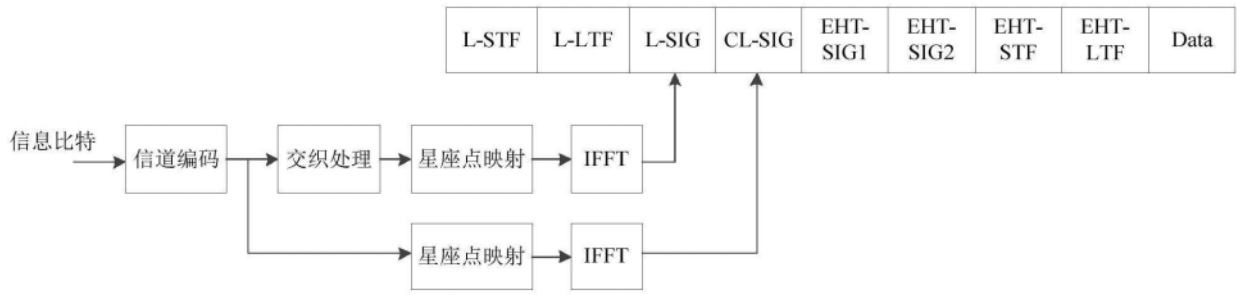 L-STF L-LTF L-SIG CL-SIG EHT-SIG1 EHT-SIG2 EHT-STF EHT-LTF Data
信息比特 信道编码 交织处理 星座点映射 IFFT
星座点映射 IFFT